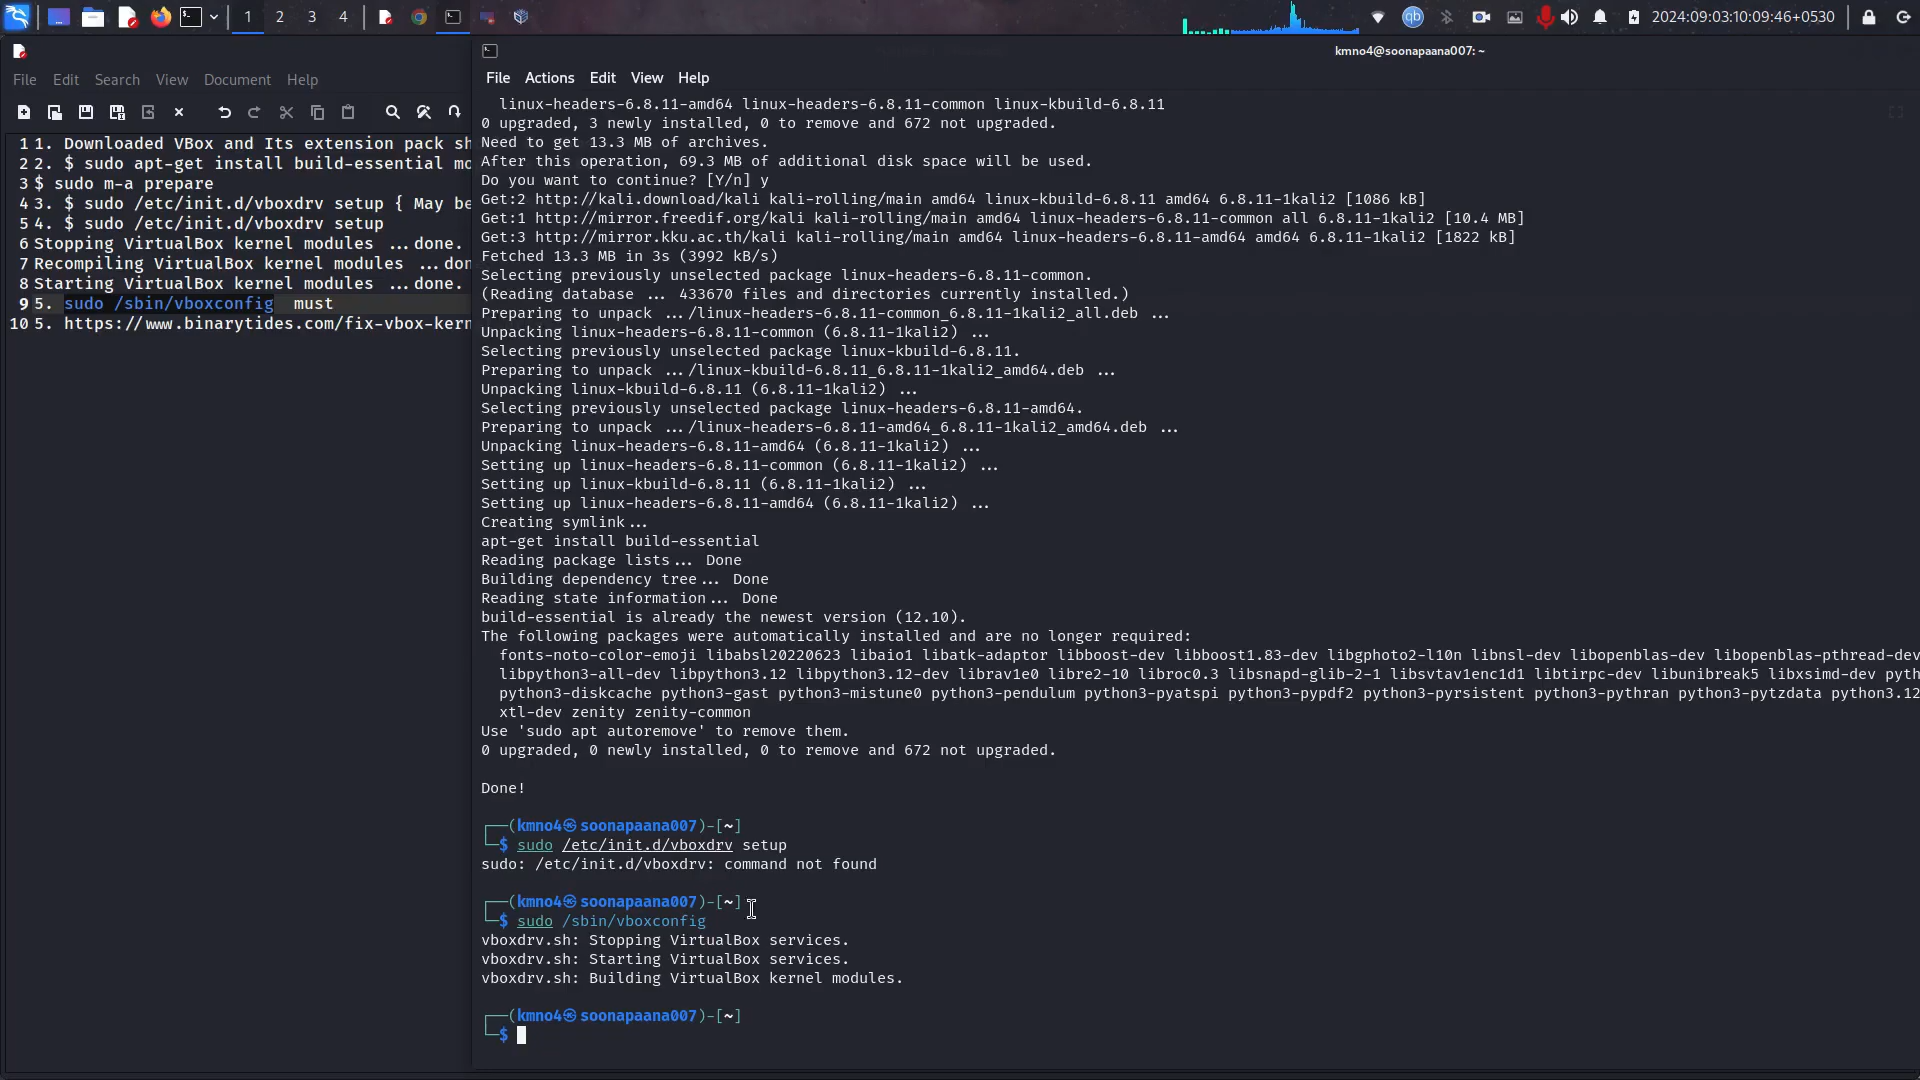 1 2 3 4
qb
2024:09:03:10:09:46+0530
File Edit Search View Document Help
1 1. Downloaded VBox and Its extension pack sh
2 2. $ sudo apt-get install build-essential mo
3 $ sudo m-a prepare
4 3. $ sudo /etc/init.d/vboxdrv setup { May be
5 4. $ sudo /etc/init.d/vboxdrv setup
6 Stopping VirtualBox kernel modules ...done.
7 Recompiling VirtualBox kernel modules ...don
8 Starting VirtualBox kernel modules ...done.
9 5. sudo /sbin/vboxconfig  must
10 5. https://www.binarytides.com/fix-vbox-kern
kmno4@soonapaana007: ~
File Actions Edit View Help
linux-headers-6.8.11-amd64 linux-headers-6.8.11-common linux-kbuild-6.8.11
0 upgraded, 3 newly installed, 0 to remove and 672 not upgraded.
Need to get 13.3 MB of archives.
After this operation, 69.3 MB of additional disk space will be used.
Do you want to continue? [Y/n] y
Get:2 http://kali.download/kali kali-rolling/main amd64 linux-kbuild-6.8.11 amd64 6.8.11-1kali2 [1086 kB]
Get:1 http://mirror.freedif.org/kali kali-rolling/main amd64 linux-headers-6.8.11-common all 6.8.11-1kali2 [10.4 MB]
Get:3 http://mirror.kku.ac.th/kali kali-rolling/main amd64 linux-headers-6.8.11-amd64 amd64 6.8.11-1kali2 [1822 kB]
Fetched 13.3 MB in 3s (3992 kB/s)
Selecting previously unselected package linux-headers-6.8.11-common.
(Reading database ... 433670 files and directories currently installed.)
Preparing to unpack .../linux-headers-6.8.11-common_6.8.11-1kali2_all.deb ...
Unpacking linux-headers-6.8.11-common (6.8.11-1kali2) ...
Selecting previously unselected package linux-kbuild-6.8.11.
Preparing to unpack .../linux-kbuild-6.8.11_6.8.11-1kali2_amd64.deb ...
Unpacking linux-kbuild-6.8.11 (6.8.11-1kali2) ...
Selecting previously unselected package linux-headers-6.8.11-amd64.
Preparing to unpack .../linux-headers-6.8.11-amd64_6.8.11-1kali2_amd64.deb ...
Unpacking linux-headers-6.8.11-amd64 (6.8.11-1kali2) ...
Setting up linux-headers-6.8.11-common (6.8.11-1kali2) ...
Setting up linux-kbuild-6.8.11 (6.8.11-1kali2) ...
Setting up linux-headers-6.8.11-amd64 (6.8.11-1kali2) ...
Creating symlink...
apt-get install build-essential
Reading package lists... Done
Building dependency tree... Done
Reading state information... Done
build-essential is already the newest version (12.10).
The following packages were automatically installed and are no longer required:
fonts-noto-color-emoji libabsl20220623 libaio1 libatk-adaptor libboost-dev libboost1.83-dev libgphoto2-l10n libnsl-dev libopenblas-dev libopenblas-pthread-dev
libpython3-all-dev libpython3.12 libpython3.12-dev librav1e0 libre2-10 libroc0.3 libsnapd-glib-2-1 libsvtav1enc1d1 libtirpc-dev libunibreak5 libxsimd-dev pyth
python3-diskcache python3-gast python3-mistune0 python3-pendulum python3-pyatspi python3-pypdf2 python3-pyrsistent python3-pythran python3-pytzdata python3.12
xtl-dev zenity zenity-common
Use 'sudo apt autoremove' to remove them.
0 upgraded, 0 newly installed, 0 to remove and 672 not upgraded.
Done!
┌──(kmno4㉿soonapaana007)-[~]
└─$ sudo /etc/init.d/vboxdrv setup
sudo: /etc/init.d/vboxdrv: command not found
┌──(kmno4㉿soonapaana007)-[~]
└─$ sudo /sbin/vboxconfig
vboxdrv.sh: Stopping VirtualBox services.
vboxdrv.sh: Starting VirtualBox services.
vboxdrv.sh: Building VirtualBox kernel modules.
┌──(kmno4㉿soonapaana007)-[~]
└─$